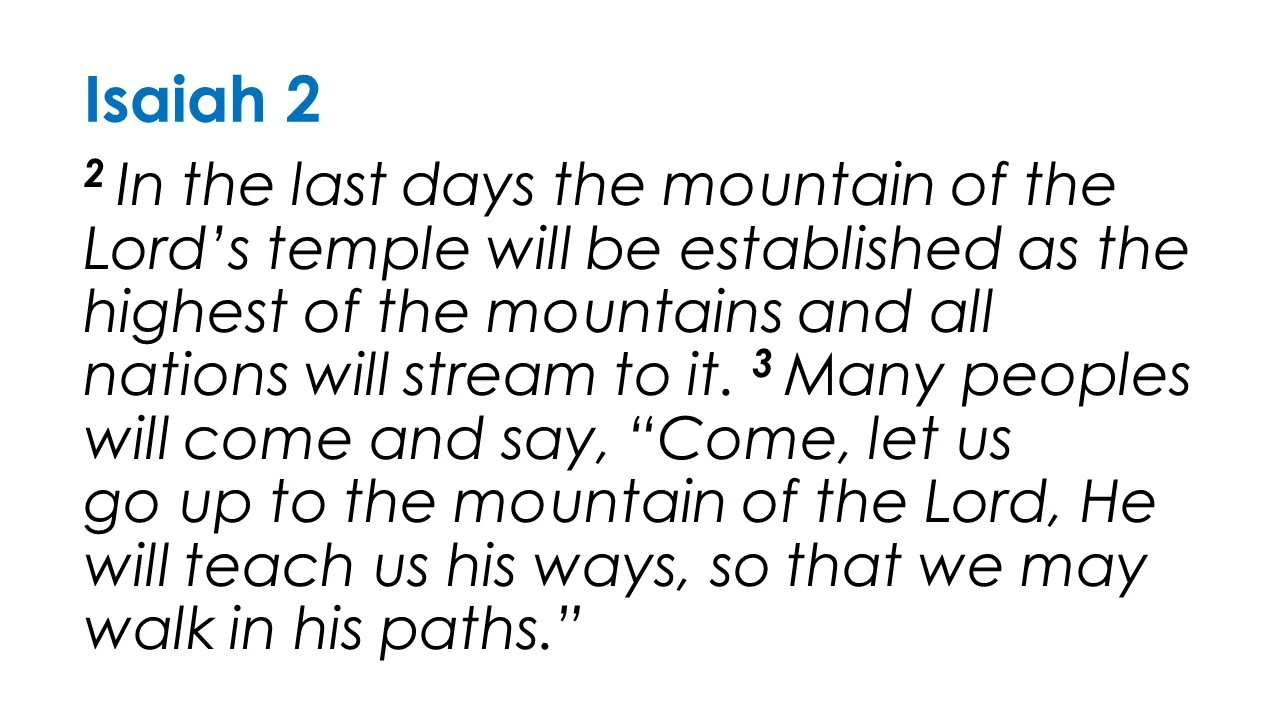 Isaiah 2
2 In the last days the mountain of the
Lord’s temple will be established as the
highest of the mountains and all
nations will stream to it. 3 Many peoples
will come and say, “Come, let us
go up to the mountain of the Lord, He
will teach us his ways, so that we may
walk in his paths.”